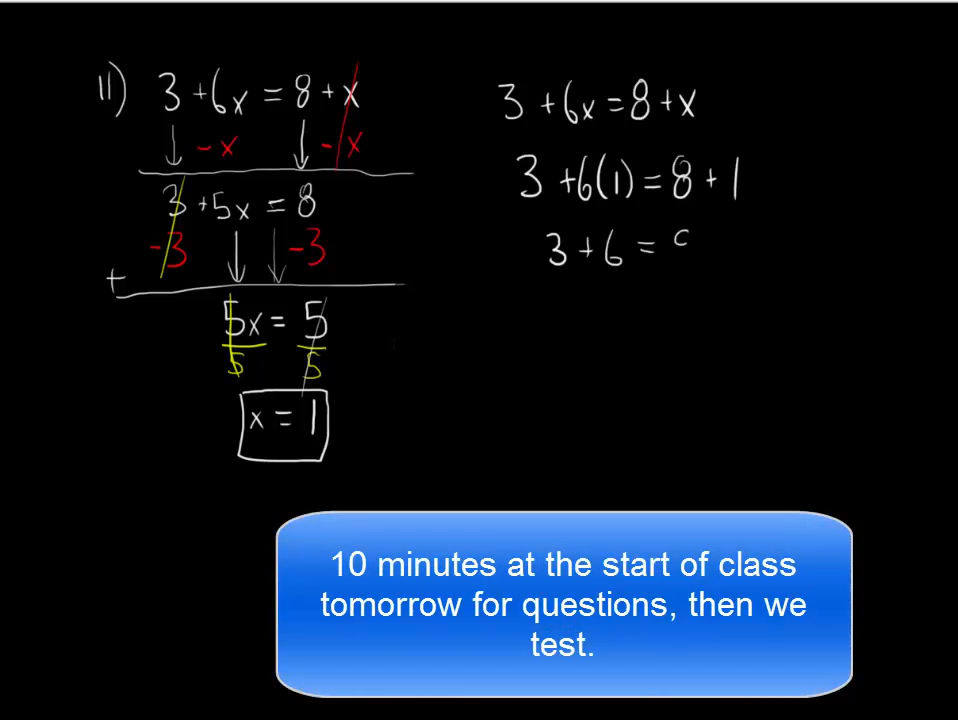 11) 3 + 6x = 8 + x
- x - x
3 + 5x = 8
- 3 - 3
+
5x = 5
5 5
x = 1
3 + 6x = 8 + x
3 + 6(1) = 8 + 1
3 + 6 =
10 minutes at the start of class
tomorrow for questions, then we
test.